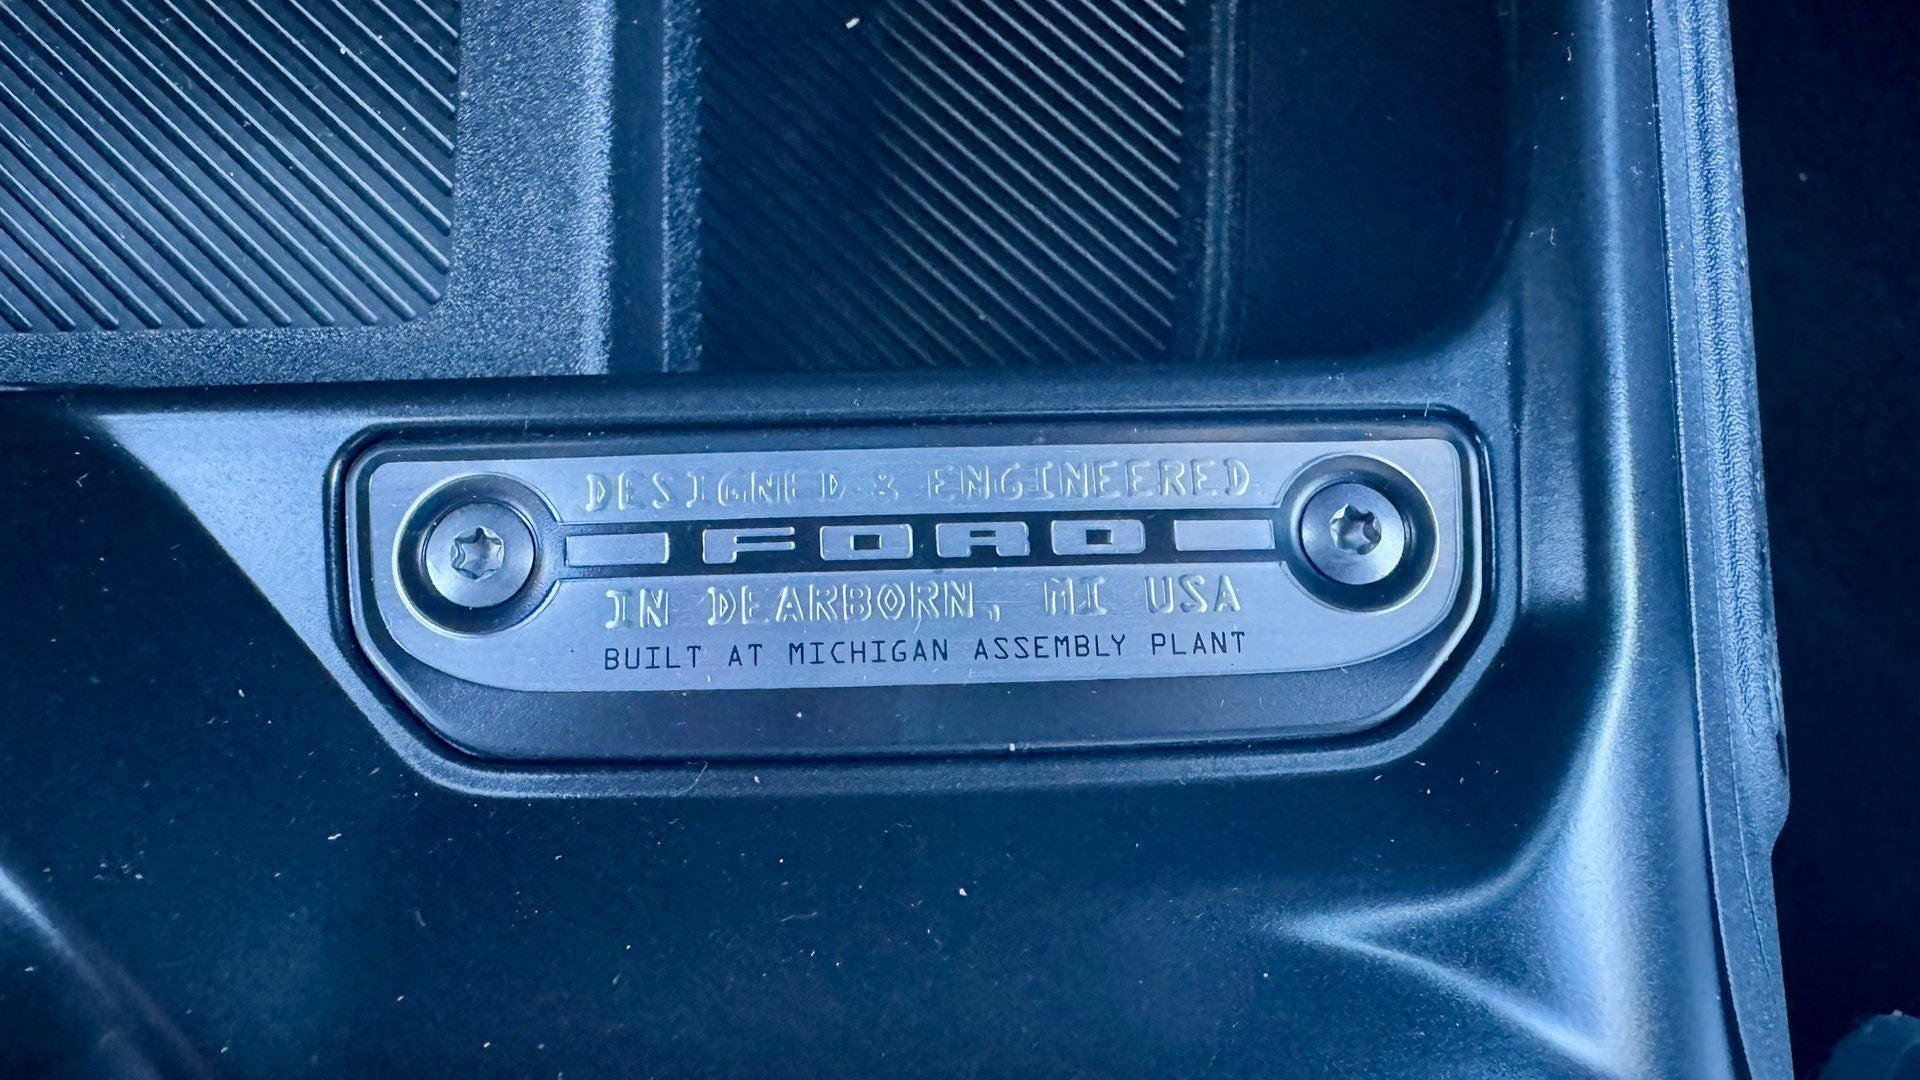 DESIGNED & ENGINEERED
FORD
IN DEARBORN, MI USA
BUILT AT MICHIGAN ASSEMBLY PLANT